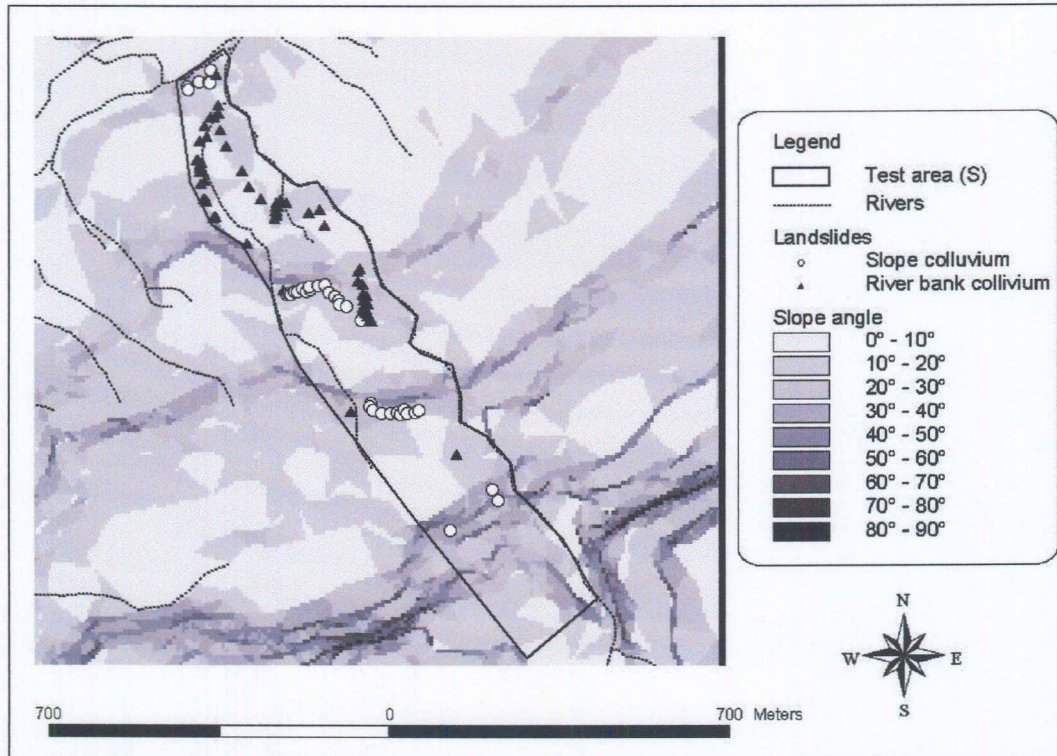 Legend
Test area (S)
Rivers
Landslides
Slope colluvium
River bank collivium
Slope angle
0° - 10°
10° - 20°
20° - 30°
30° - 40°
40° - 50°
50° - 60°
60° - 70°
70° - 80°
80° - 90°
N
W E
S
700 0 700 Meters